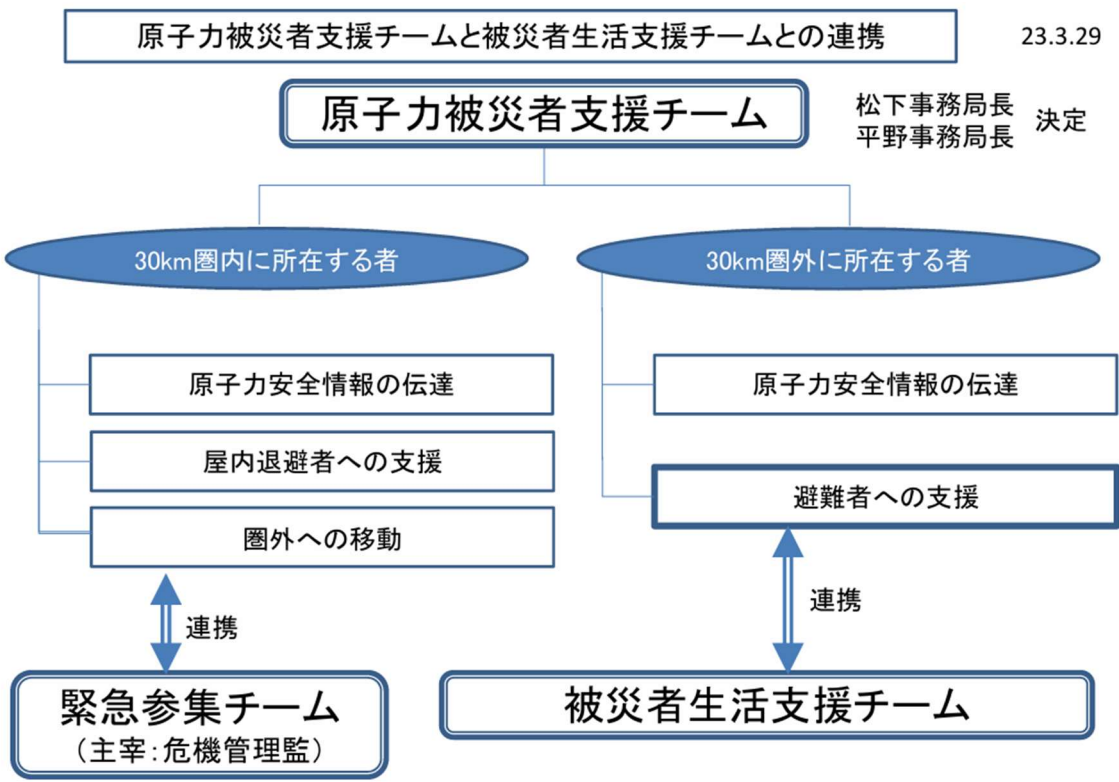 原子力被災者支援チームと被災者生活支援チームとの連携
23.3.29
原子力被災者支援チーム
松下事務局長
平野事務局長
決定
30km圏内に所在する者
30km圏外に所在する者
原子力安全情報の伝達
屋内退避者への支援
圏外への移動
原子力安全情報の伝達
避難者への支援
連携
連携
緊急参集チーム
（主宰：危機管理監）
被災者生活支援チーム